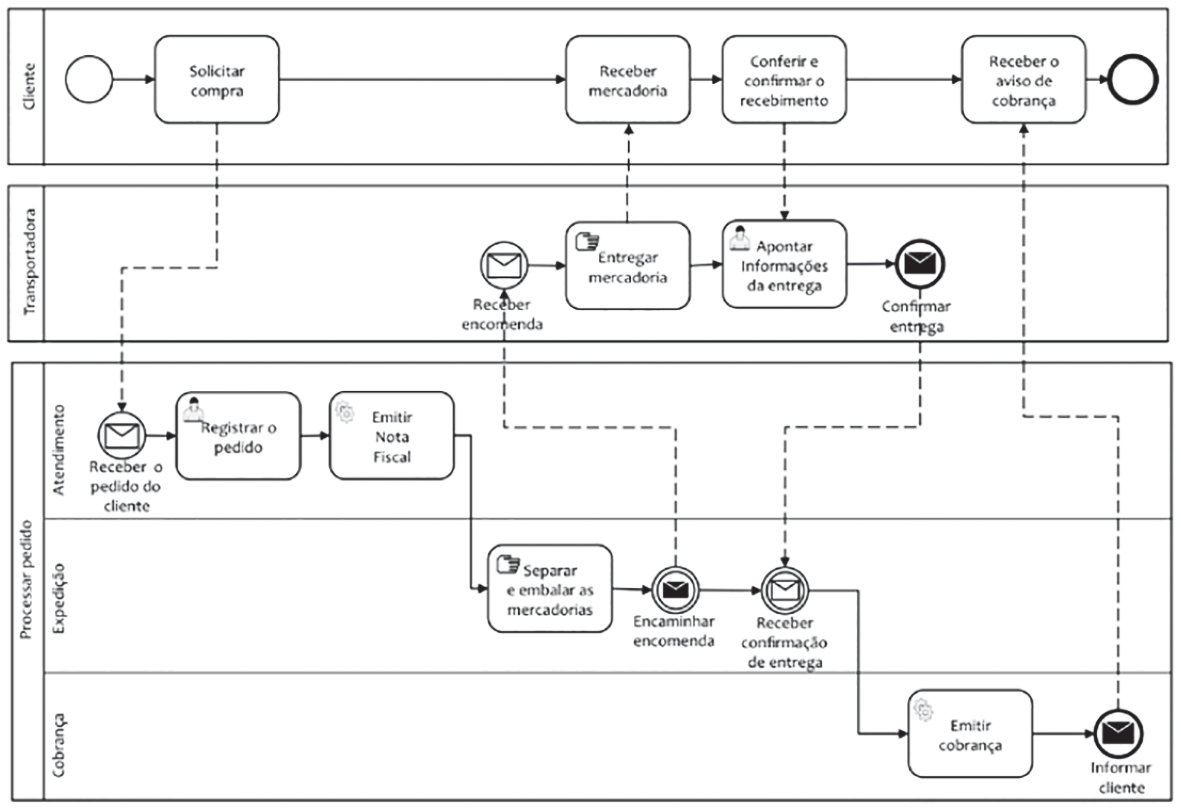 Cliente
Solicitar
compra
Receber
mercadoria
Conferir e
confirmar o
recebimento
Receber o
aviso de
cobrança
Transportadora
Receber
encomenda
Entregar
mercadoria
Apontar
Informações
da entrega
Confirmar
entrega
Processar pedido
Atendimento
Receber o
pedido do
cliente
Registrar o
pedido
Emitir
Nota
Fiscal
Expedição
Separar
e embalar as
mercadorias
Encaminhar
encomenda
Receber
confirmação
de entrega
Cobrança
Emitir
cobrança
Informar
cliente